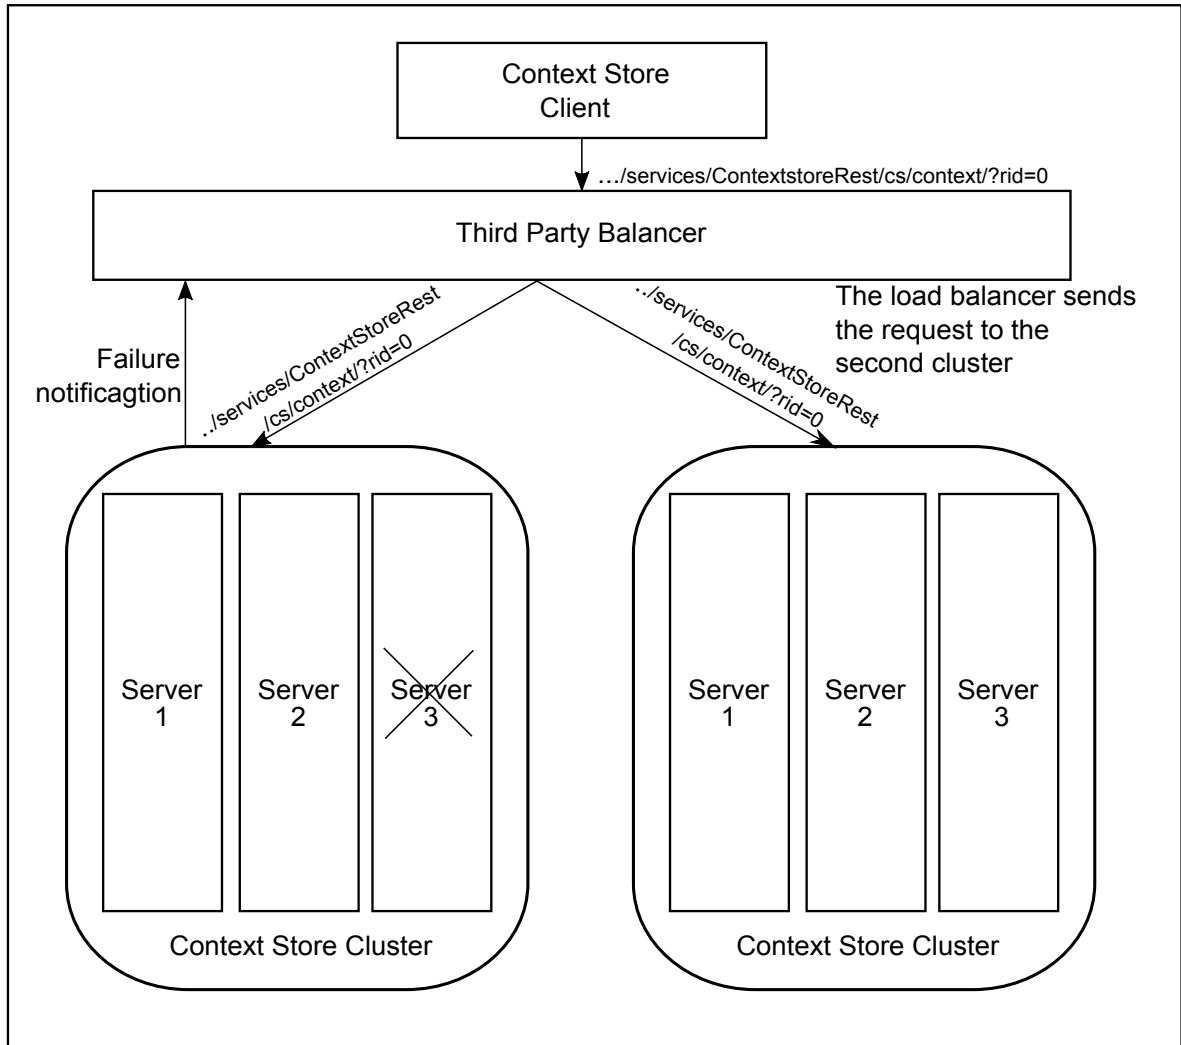 Context Store
Client
…/services/ContextstoreRest/cs/context/?rid=0
Third Party Balancer
Failure
notificagtion
../services/ContextStoreRest
/cs/context/?rid=0
../services/ContextStoreRest
/cs/context/?rid=0
The load balancer sends
the request to the
second cluster
Server
1
Server
2
Server
3
Context Store Cluster
Server
1
Server
2
Server
3
Context Store Cluster